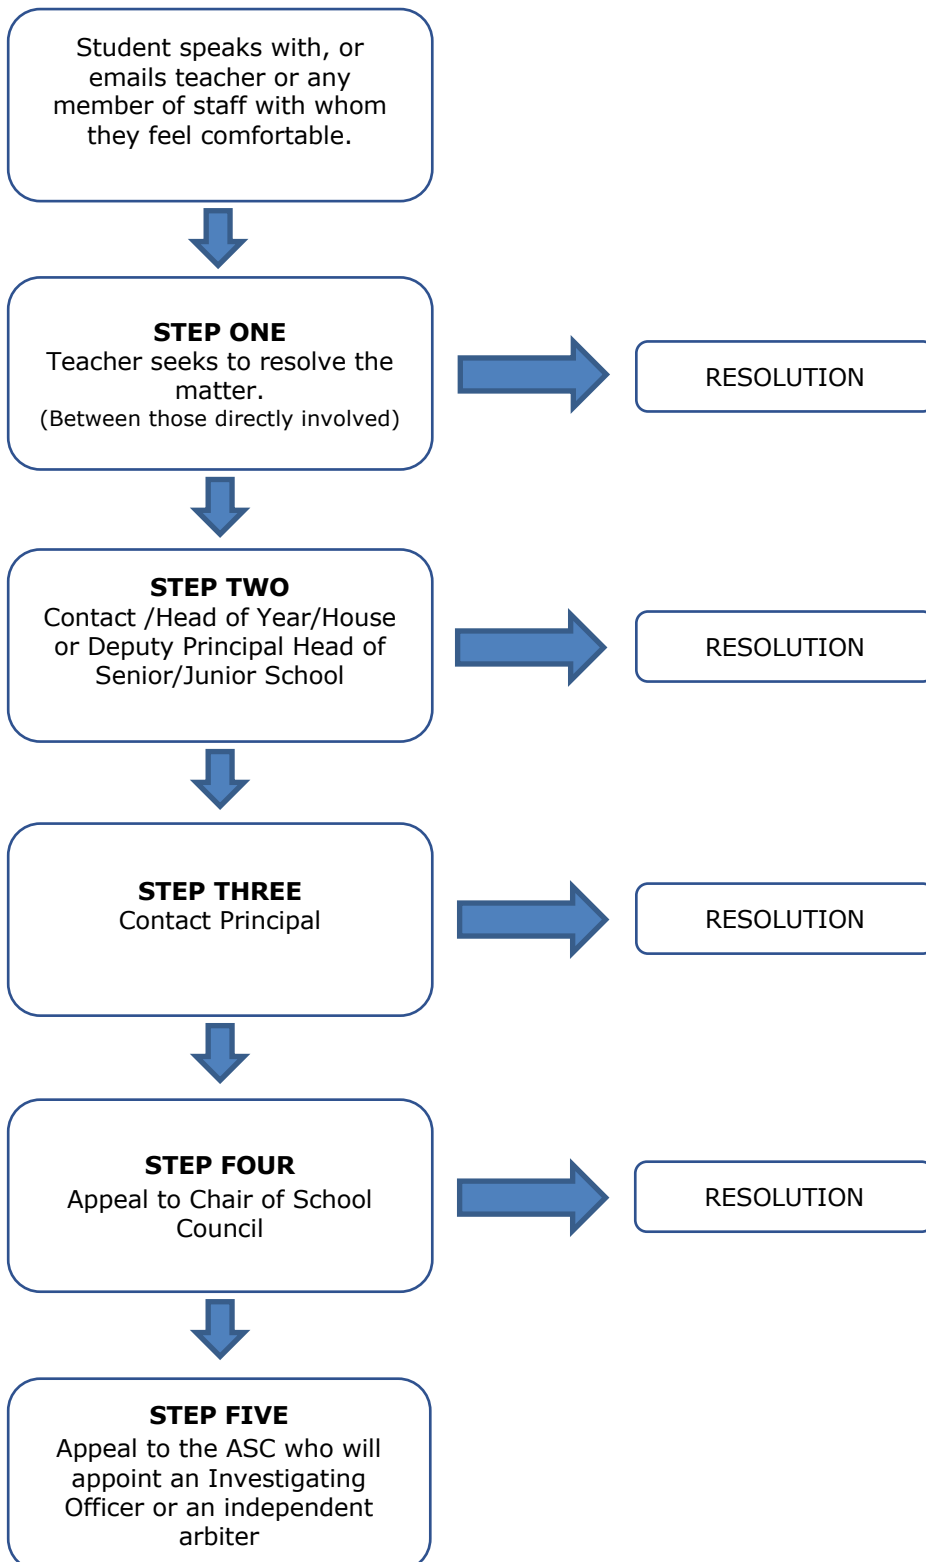 Student speaks with, or
emails teacher or any
member of staff with whom
they feel comfortable.
STEP ONE
Teacher seeks to resolve the
matter.
(Between those directly involved)
RESOLUTION
STEP TWO
Contact /Head of Year/House
or Deputy Principal Head of
Senior/Junior School
RESOLUTION
STEP THREE
Contact Principal
RESOLUTION
STEP FOUR
Appeal to Chair of School
Council
RESOLUTION
STEP FIVE
Appeal to the ASC who will
appoint an Investigating
Officer or an independent
arbiter